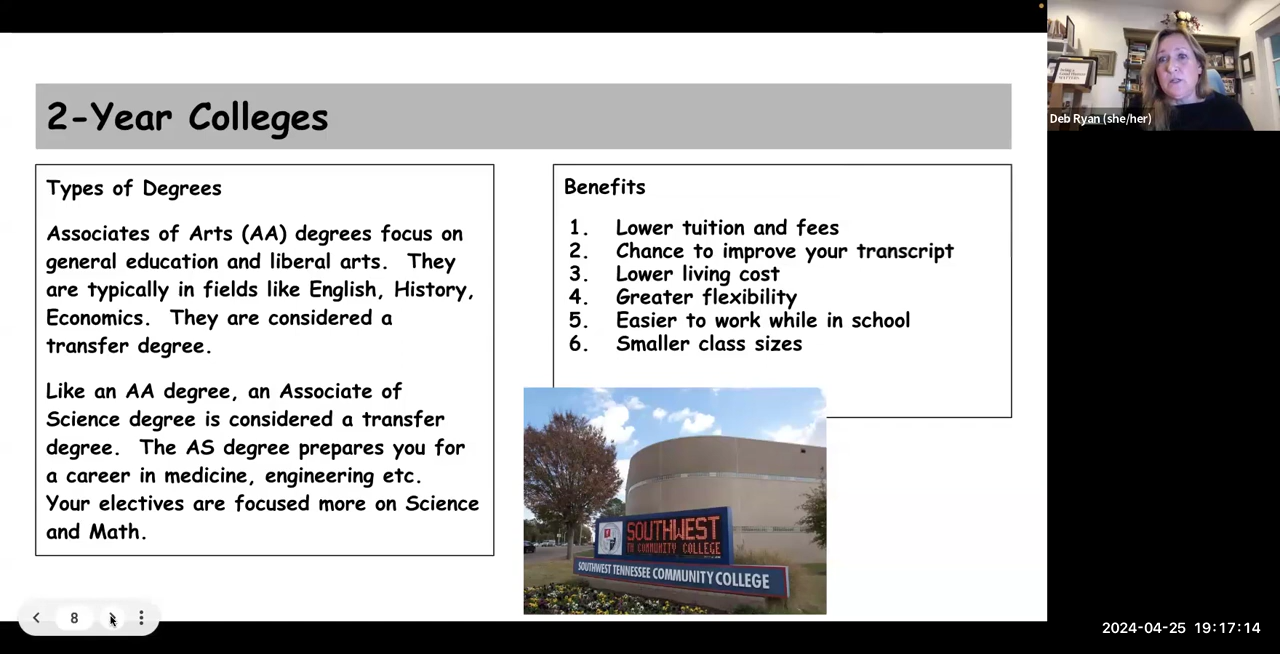 2-Year Colleges
Types of Degrees
Associates of Arts (AA) degrees focus on
general education and liberal arts.  They
are typically in fields like English, History,
Economics.  They are considered a
transfer degree.
Like an AA degree, an Associate of
Science degree is considered a transfer
degree.  The AS degree prepares you for
a career in medicine, engineering etc.
Your electives are focused more on Science
and Math.
Benefits
1. Lower tuition and fees
2. Chance to improve your transcript
3. Lower living cost
4. Greater flexibility
5. Easier to work while in school
6. Smaller class sizes
SOUTHWEST
TN COMMUNITY COLLEGE
SOUTHWEST TENNESSEE COMMUNITY COLLEGE
8
MATTERS
Deb Ryan (she/her)
2024-04-25 19:17:14